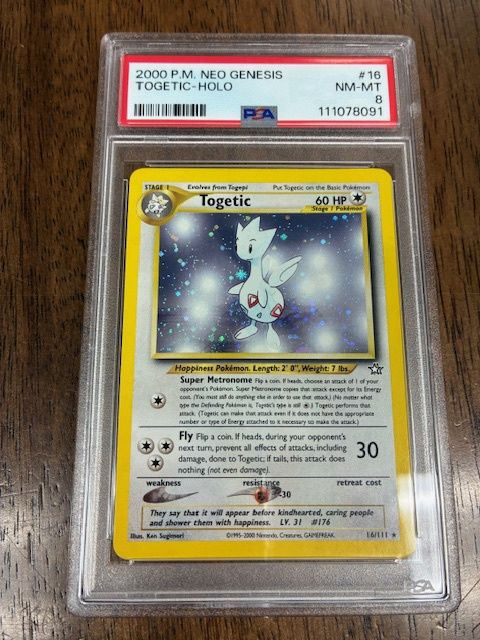 2000 P.M. NEO GENESIS #16
TOGETIC-HOLO NM-MT
8
PSA 111078091
STAGE 1 Evolves from Togepi Put Togetic on the Basic Pokémon
Togetic 60 HP
Stage 1 Pokémon
Happiness Pokémon. Length: 2' 0", Weight: 7 lbs.
Super Metronome Flip a coin. If heads, choose an attack of 1 of your
opponent's Pokémon. Super Metronome copies that attack except for its Energy
cost. (You must still do anything else in order to use that attack.) (No matter what
type the Defending Pokémon is, Togetic's type is still .) Togetic performs that
attack. (Togetic can make that attack even if it does not have the appropriate
number or type of Energy attached to it necessary to make the attack.)
Fly Flip a coin. If heads, during your opponent's
next turn, prevent all effects of attacks, including
damage, done to Togetic; if tails, this attack does
nothing (not even damage).
30
weakness resistance retreat cost
-30
They say that it will appear before kindhearted, caring people
and shower them with happiness. LV. 31 #176
Illus. Ken Sugimori ©1995-2000 Nintendo, Creatures, GAMEFREAK. 16/111 ★
PSA